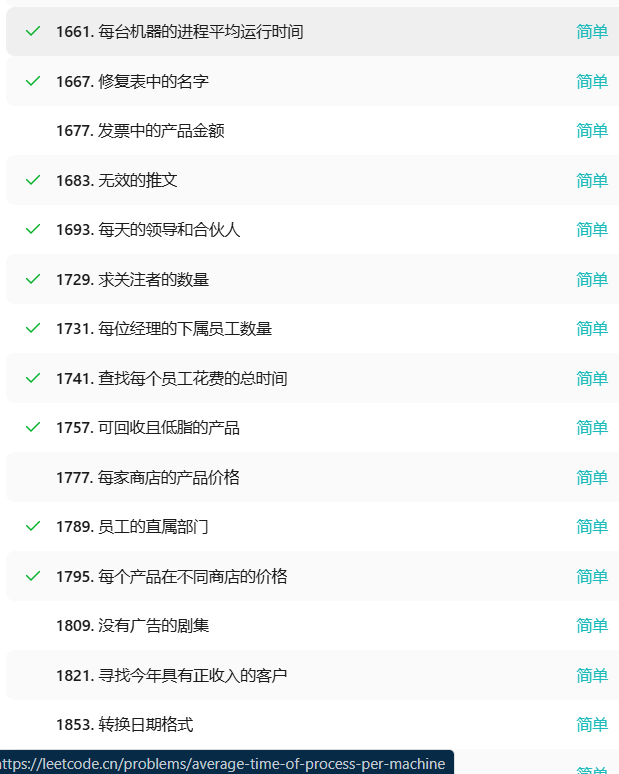 1661. 每台机器的进程平均运行时间 简单
1667. 修复表中的名字 简单
1677. 发票中的产品金额 简单
1683. 无效的推文 简单
1693. 每天的领导和合伙人 简单
1729. 求关注者的数量 简单
1731. 每位经理的下属员工数量 简单
1741. 查找每个员工花费的总时间 简单
1757. 可回收且低脂的产品 简单
1777. 每家商店的产品价格 简单
1789. 员工的直属部门 简单
1795. 每个产品在不同商店的价格 简单
1809. 没有广告的剧集 简单
1821. 寻找今年具有正收入的客户 简单
1853. 转换日期格式 简单
https://leetcode.cn/problems/average-time-of-process-per-machine
简单